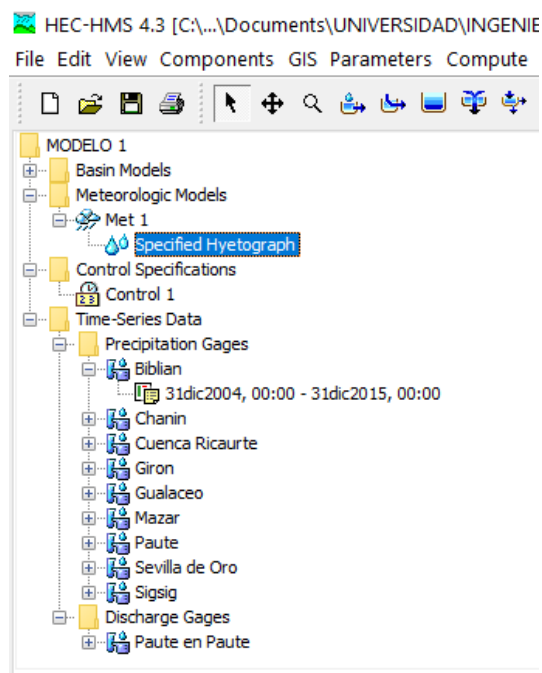 HEC-HMS 4.3 [C:\...\Documents\UNIVERSIDAD\INGENIE
File Edit View Components GIS Parameters Compute
MODELO 1
Basin Models
Meteorologic Models
Met 1
Specified Hyetograph
Control Specifications
Control 1
Time-Series Data
Precipitation Gages
Biblian
31dic2004, 00:00 - 31dic2015, 00:00
Chanin
Cuenca Ricaurte
Giron
Gualaceo
Mazar
Paute
Sevilla de Oro
Sigsig
Discharge Gages
Paute en Paute